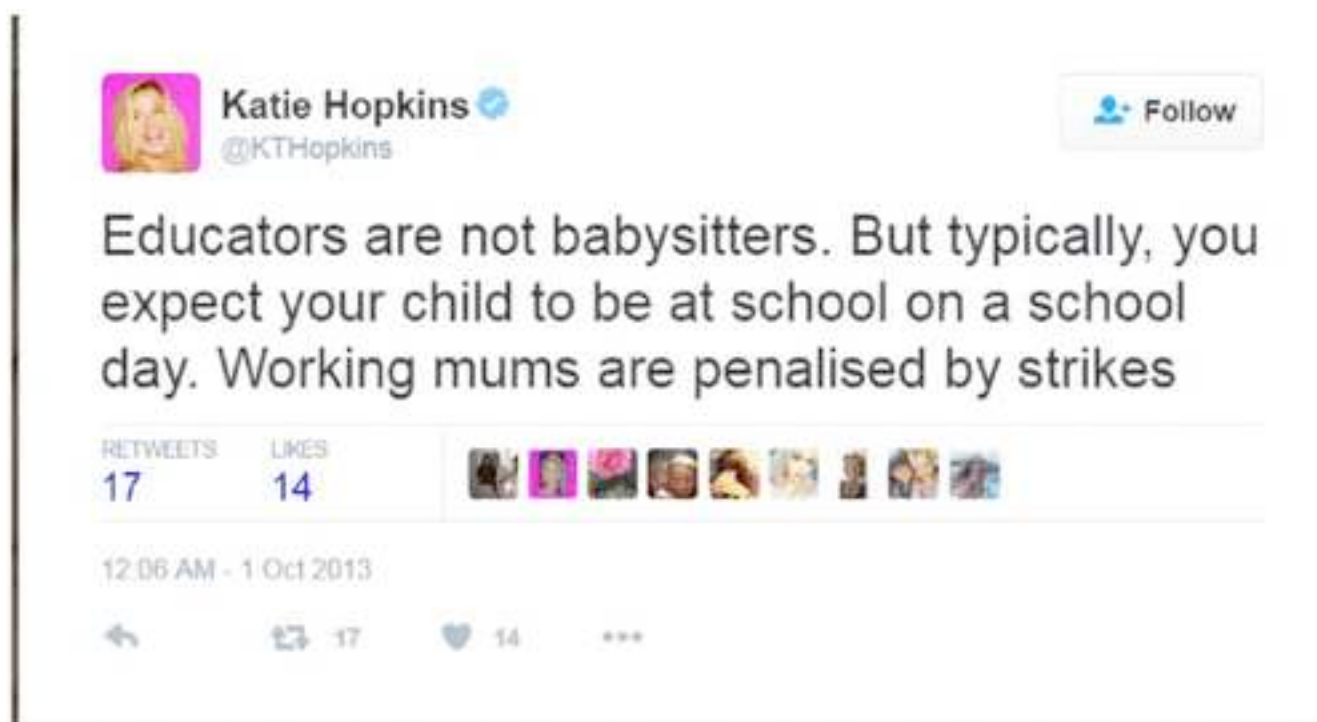 Katie Hopkins
@KTHopkins
Follow
Educators are not babysitters. But typically, you
expect your child to be at school on a school
day. Working mums are penalised by strikes
RETWEETS LIKES
17 14
12:06 AM - 1 Oct 2013
17 14